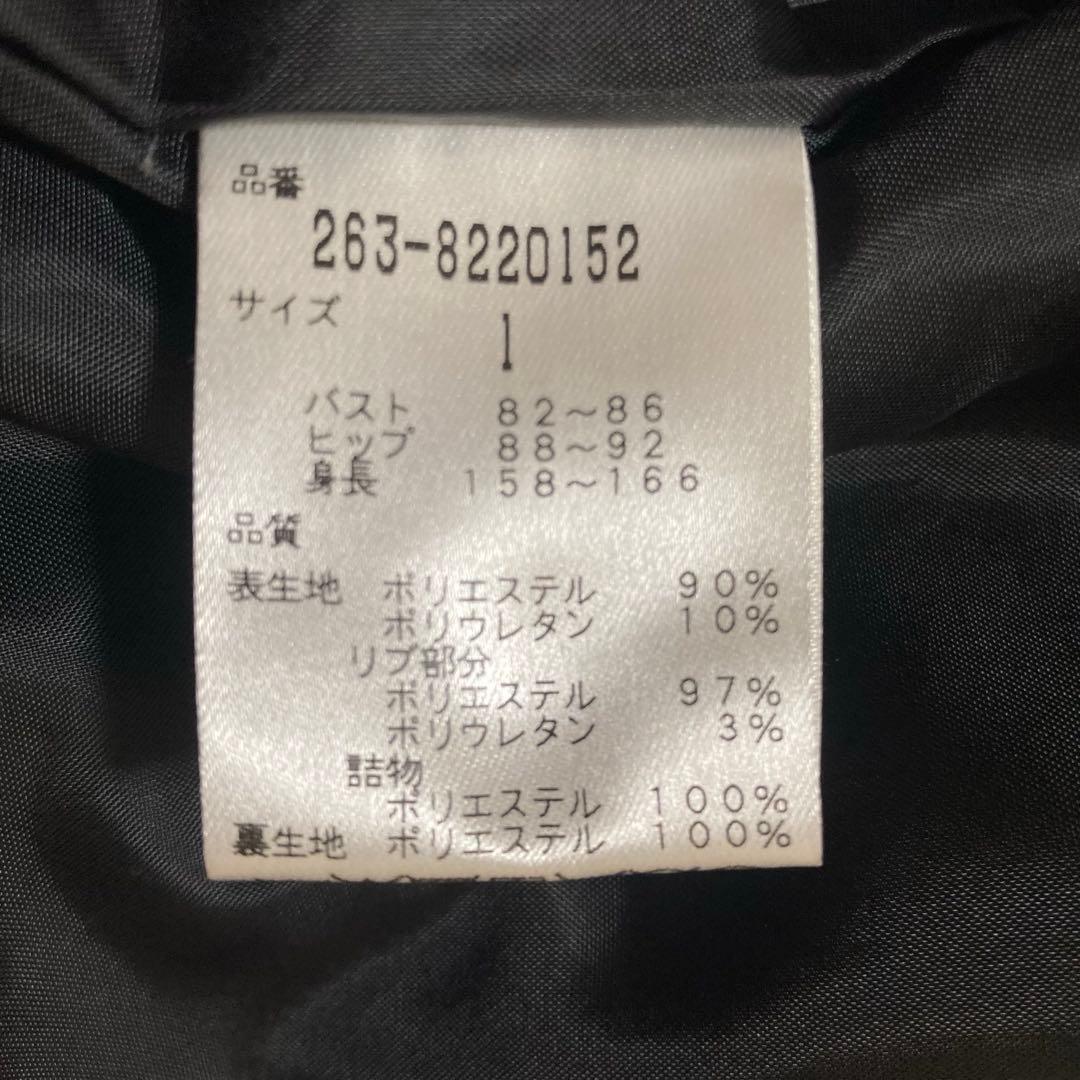 品番
263-8220152
サイズ
1
バスト 82~86
ヒップ 88~92
身長 158~166
品質
表生地 ポリエステル 90%
ポリウレタン 10%
リブ部分
ポリエステル 97%
ポリウレタン 3%
詰物
ポリエステル 100%
裏生地 ポリエステル 100%